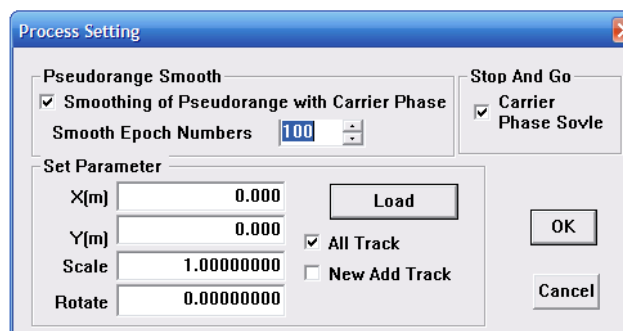 Process Setting
Pseudorange Smooth
Smoothing of Pseudorange with Carrier Phase
Smooth Epoch Numbers 100
Stop And Go
Carrier
Phase Sovle
Set Parameter
X(m) 0.000
Y(m) 0.000
Scale 1.00000000
Rotate 0.00000000
Load
All Track
New Add Track
OK
Cancel